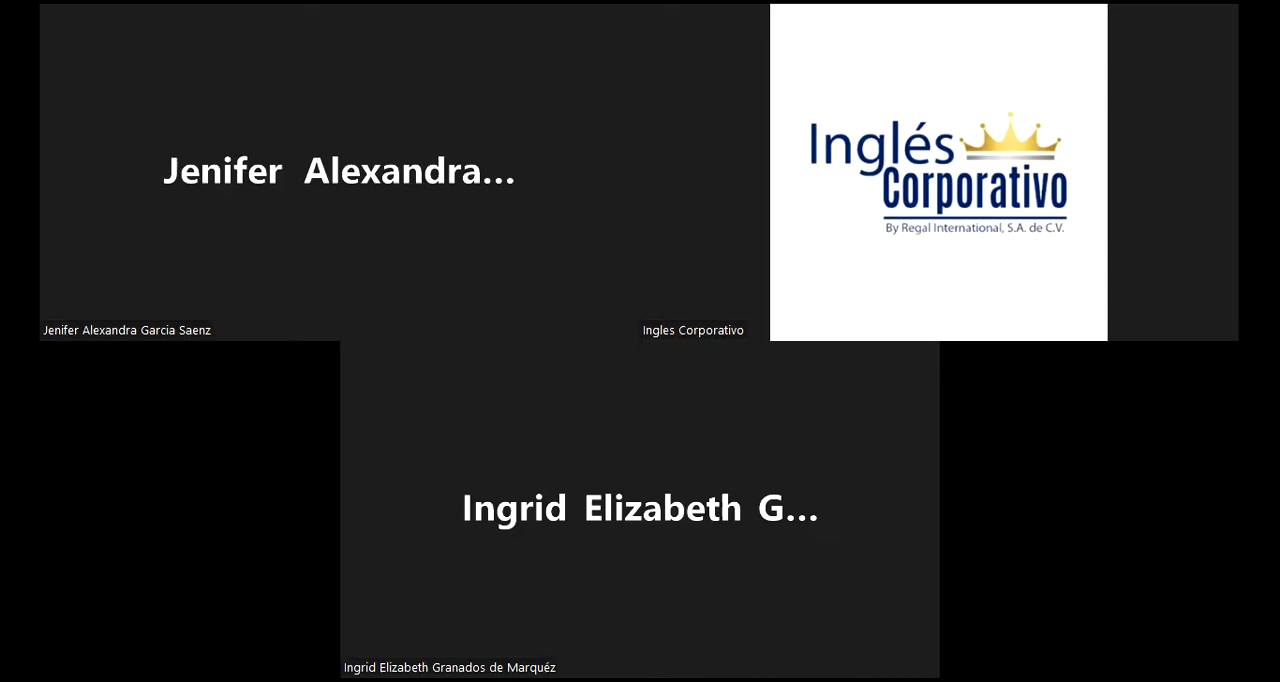 Jenifer Alexandra...
Inglés
Corporativo
By Regal International, S.A. de C.V.
Jenifer Alexandra Garcia Saenz
Ingles Corporativo
Ingrid Elizabeth G...
Ingrid Elizabeth Granados de Marquéz